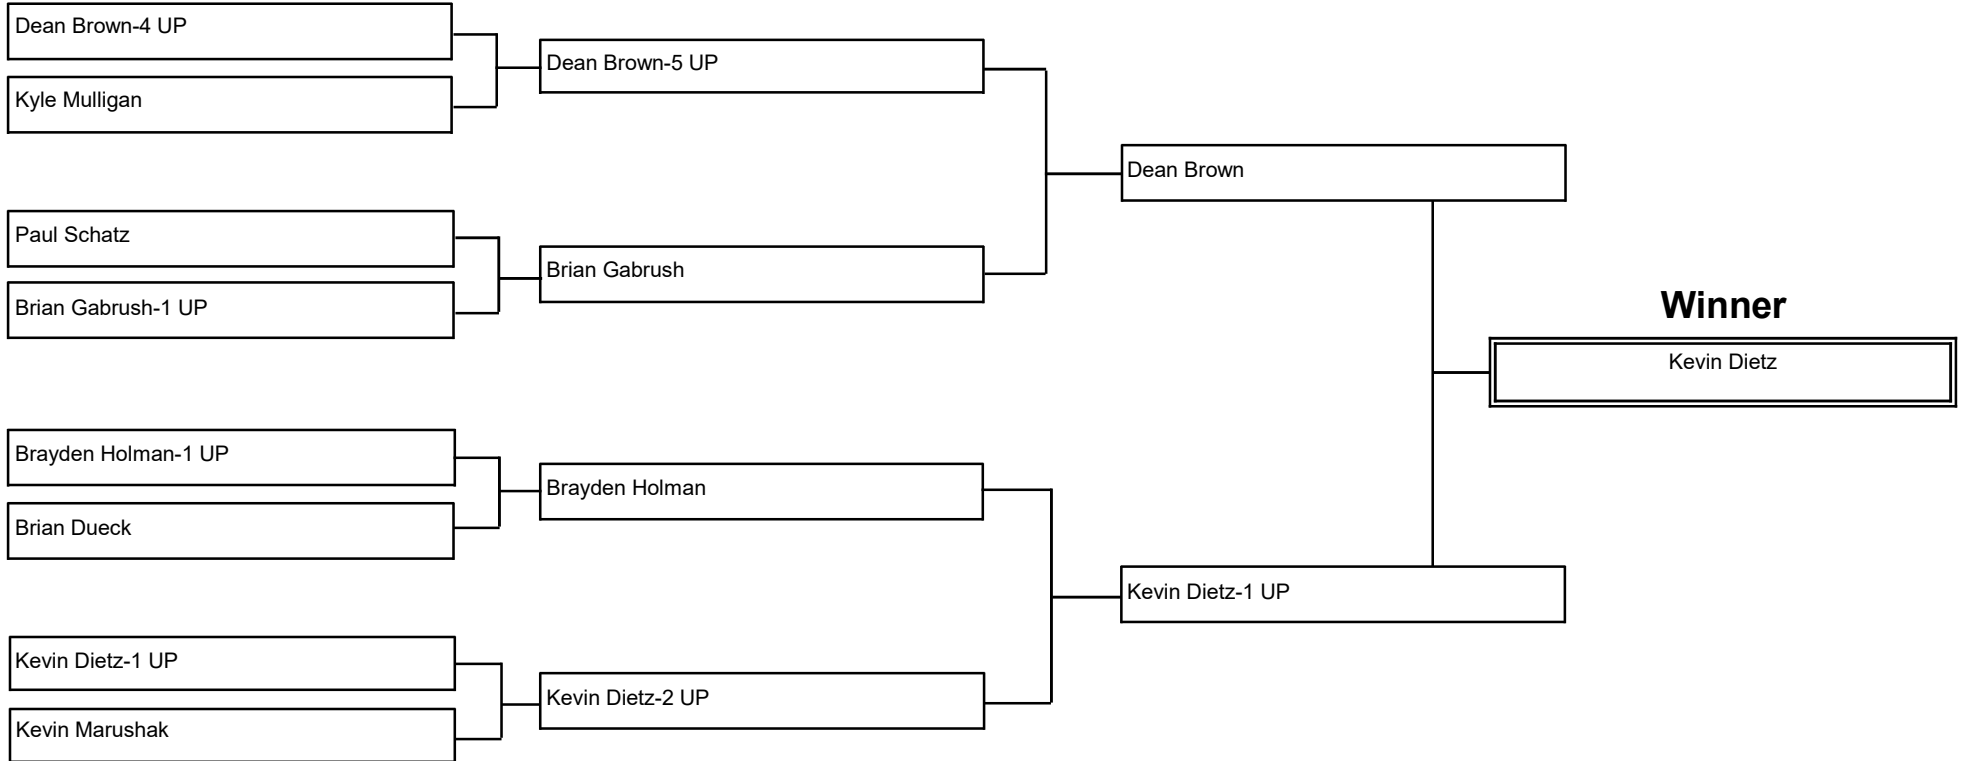 Dean Brown-4 UP
Kyle Mulligan
Paul Schatz
Brian Gabrush-1 UP
Brayden Holman-1 UP
Brian Dueck
Kevin Dietz-1 UP
Kevin Marushak
Dean Brown-5 UP
Brian Gabrush
Brayden Holman
Kevin Dietz-2 UP
Dean Brown
Kevin Dietz-1 UP
Winner
Kevin Dietz